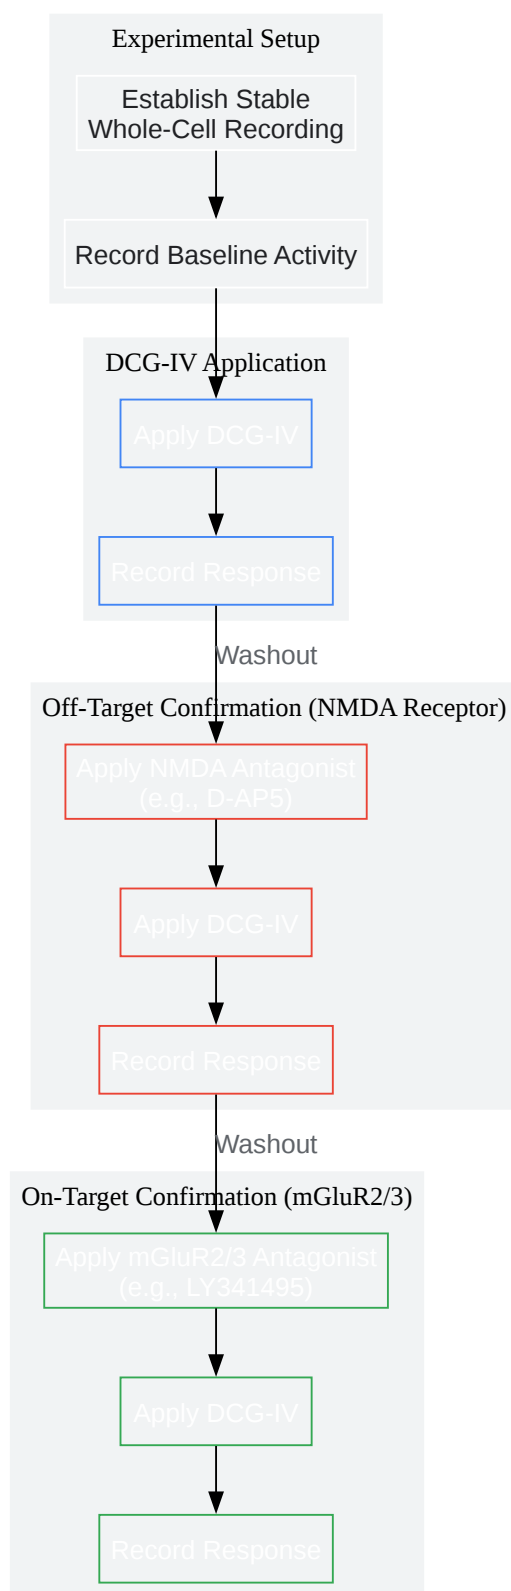 Experimental Setup
Establish Stable
Whole-Cell Recording
Record Baseline Activity
DCG-IV Application
Apply DCG-IV
Record Response
Washout
Off-Target Confirmation (NMDA Receptor)
Apply NMDA Antagonist
(e.g., D-AP5)
Apply DCG-IV
Record Response
Washout
On-Target Confirmation (mGluR2/3)
Apply mGluR2/3 Antagonist
(e.g., LY341495)
Apply DCG-IV
Record Response